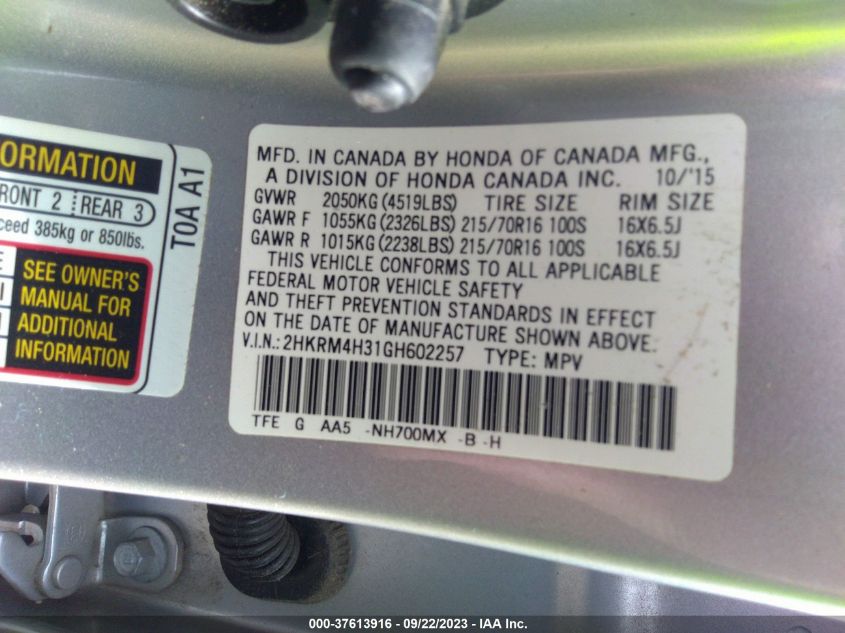 ORMATION
FRONT 2 REAR 3
ceed 385kg or 850lbs.
SEE OWNER'S
MANUAL FOR
ADDITIONAL
INFORMATION
T0A A1
MFD. IN CANADA BY HONDA OF CANADA MFG.,
A DIVISION OF HONDA CANADA INC. 10/'15
GVWR 2050KG (4519LBS) TIRE SIZE RIM SIZE
GAWR F 1055KG (2326LBS) 215/70R16 100S 16X6.5J
GAWR R 1015KG (2238LBS) 215/70R16 100S 16X6.5J
THIS VEHICLE CONFORMS TO ALL APPLICABLE
FEDERAL MOTOR VEHICLE SAFETY
AND THEFT PREVENTION STANDARDS IN EFFECT
ON THE DATE OF MANUFACTURE SHOWN ABOVE.
V.I.N.: 2HKRM4H31GH602257 TYPE: MPV
TFE G AA5 -NH700MX -B -H
000-37613916 - 09/22/2023 - IAA Inc.